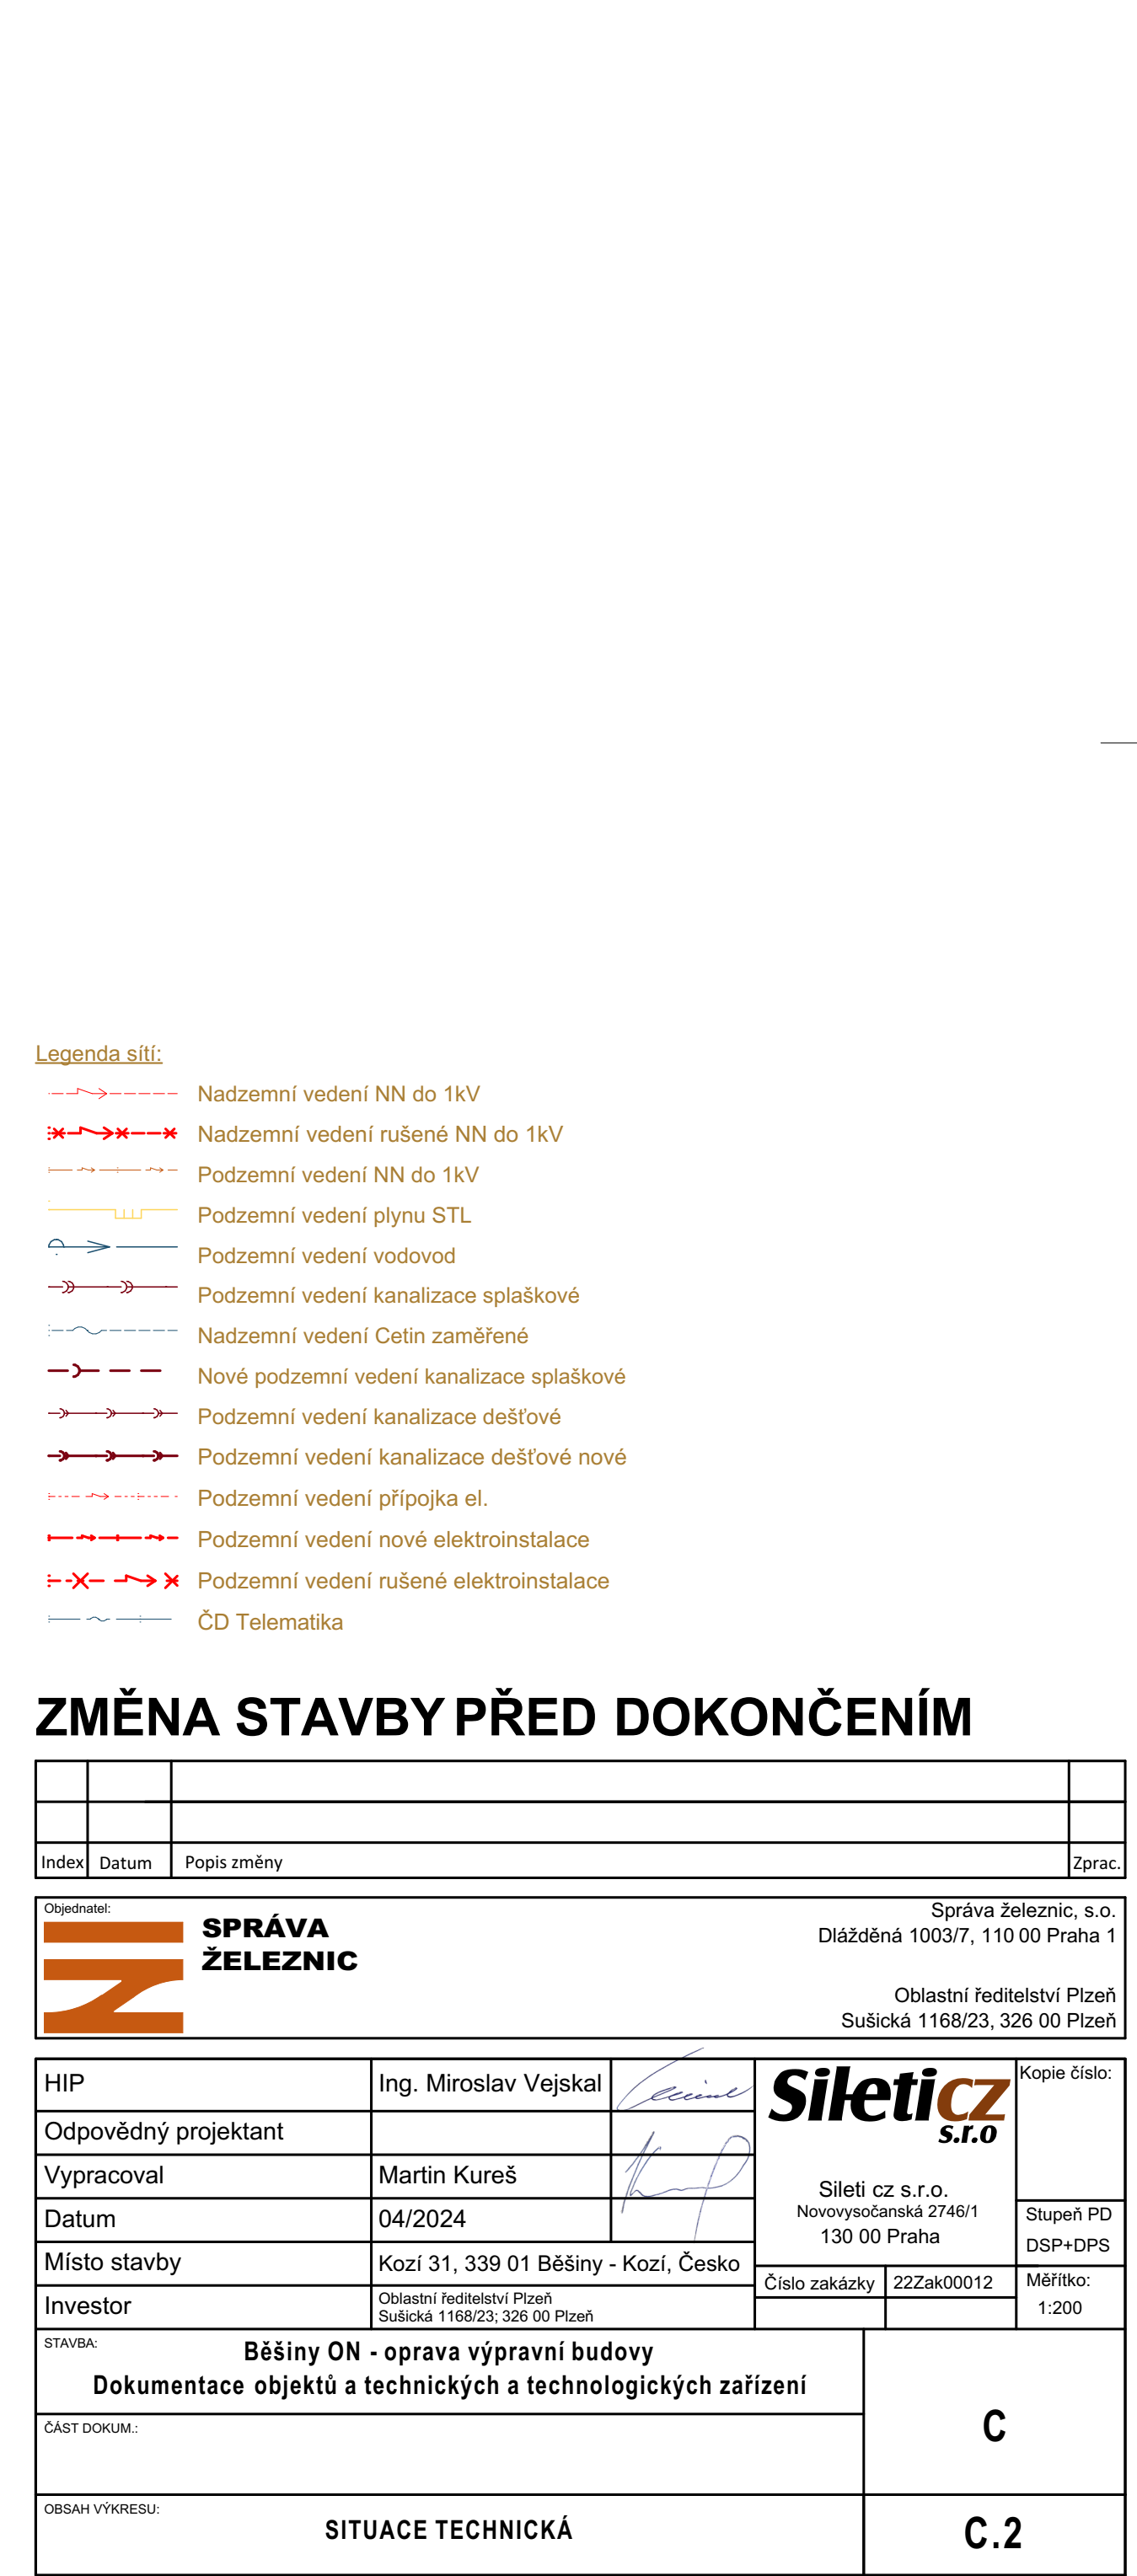 Legenda sítí:
Nadzemní vedení NN do 1kV
Nadzemní vedení rušené NN do 1kV
Podzemní vedení NN do 1kV
Podzemní vedení plynu STL
Podzemní vedení vodovod
Podzemní vedení kanalizace splaškové
Nadzemní vedení Cetin zaměřené
Nové podzemní vedení kanalizace splaškové
Podzemní vedení kanalizace dešťové
Podzemní vedení kanalizace dešťové nové
Podzemní vedení přípojka el.
Podzemní vedení nové elektroinstalace
Podzemní vedení rušené elektroinstalace
ČD Telematika
ZMĚNA STAVBY PŘED DOKONČENÍM
Index Datum Popis změny Zprac.
Objednatel:
SPRÁVA
ŽELEZNIC
Správa železnic, s.o.
Dlážděná 1003/7, 110 00 Praha 1
Oblastní ředitelství Plzeň
Sušická 1168/23, 326 00 Plzeň
HIP Ing. Miroslav Vejskal
Odpovědný projektant
Vypracoval Martin Kureš
Datum 04/2024
Místo stavby Kozí 31, 339 01 Běšiny - Kozí, Česko
Investor Oblastní ředitelství Plzeň
Sušická 1168/23; 326 00 Plzeň
Sileticz
s.r.o
Sileti cz s.r.o.
Novovysočanská 2746/1
130 00 Praha
Kopie číslo:
Stupeň PD
DSP+DPS
Číslo zakázky 22Zak00012
Měřítko:
1:200
STAVBA:
Běšiny ON - oprava výpravní budovy
Dokumentace objektů a technických a technologických zařízení
ČÁST DOKUM.:
C
OBSAH VÝKRESU:
SITUACE TECHNICKÁ
C.2